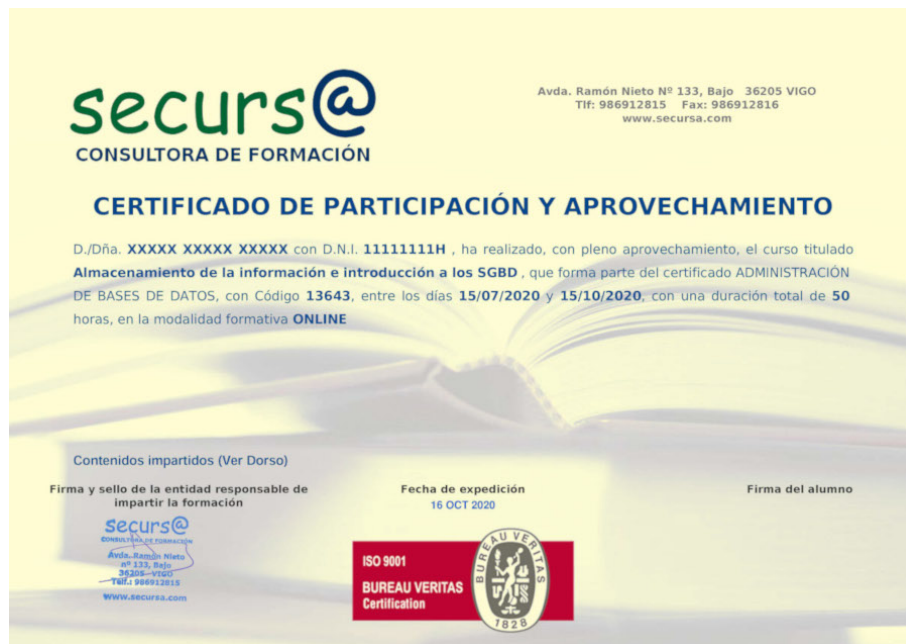 securs@
CONSULTORA DE FORMACIÓN
Avda. Ramón Nieto Nº 133, Bajo 36205 VIGO
Tlf: 986912815 Fax: 986912816
www.secursa.com
CERTIFICADO DE PARTICIPACIÓN Y APROVECHAMIENTO
D./Dña. XXXXX XXXXX XXXXX con D.N.I. 11111111H , ha realizado, con pleno aprovechamiento, el curso titulado
Almacenamiento de la información e introducción a los SGBD , que forma parte del certificado ADMINISTRACIÓN
DE BASES DE DATOS, con Código 13643, entre los días 15/07/2020 y 15/10/2020, con una duración total de 50
horas, en la modalidad formativa ONLINE
Contenidos impartidos (Ver Dorso)
Firma y sello de la entidad responsable de
impartir la formación
securs@
CONSULTORA DE FORMACIÓN
Avda. Ramón Nieto
nº 133, Bajo
36205 VIGO
Telf.: 986912815
www.secursa.com
Fecha de expedición
16 OCT 2020
Firma del alumno
ISO 9001
BUREAU VERITAS
Certification
BUREAU VERITAS
1828